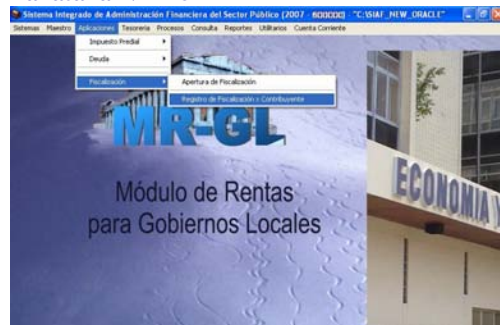 Sistema Integrado de Administración Financiera del Sector Público (2007 - 600000) - "C:\SIAF_NEW_ORACLE\"
Sistemas Maestro Aplicaciones Tesorería Procesos Consulta Reportes Utilitarios Cuenta Corriente
Impuesto Predial
Deuda
Fiscalización
Apertura de Fiscalización
Registro de Fiscalización x Contribuyente
MR-GL
Módulo de Rentas
para Gobiernos Locales
ECONOMIA Y